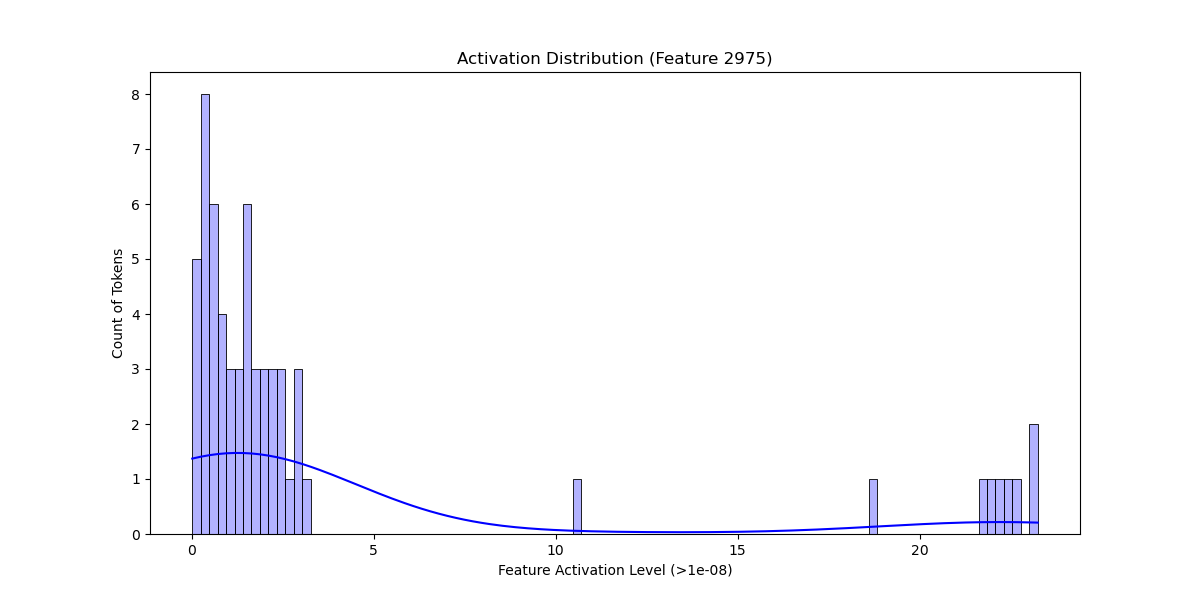 Activation Distribution (Feature 2975)
8
7
6
5
4
3
2
1
0
Count of Tokens
0 5 10 15 20
Feature Activation Level (>1e-08)